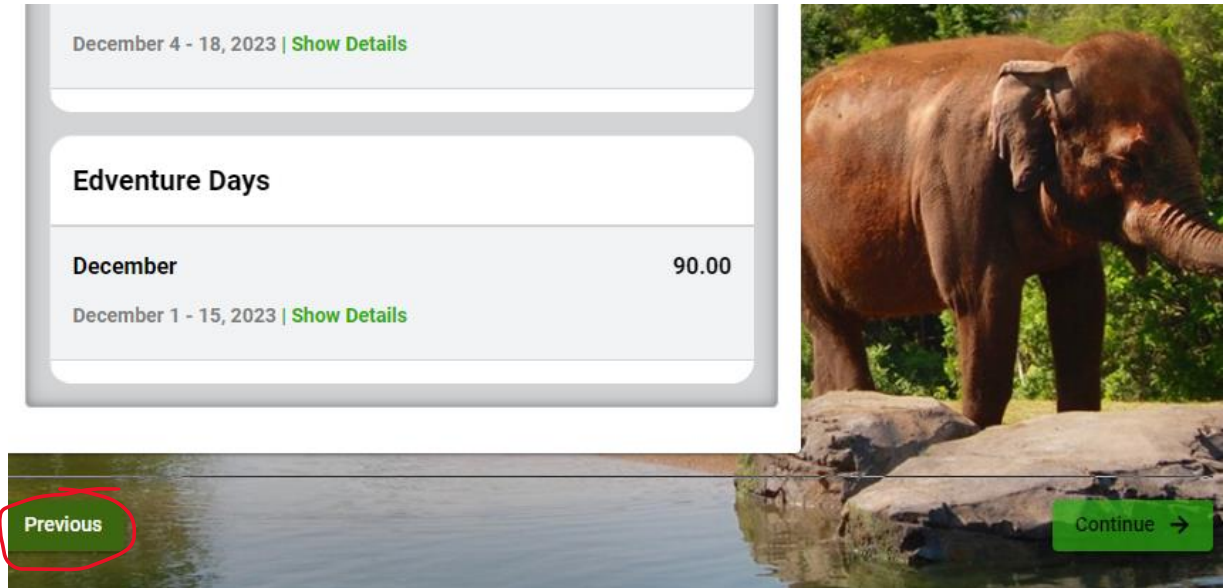 December 4 - 18, 2023 | Show Details
Edventure Days
December 90.00
December 1 - 15, 2023 | Show Details
Previous
Continue →